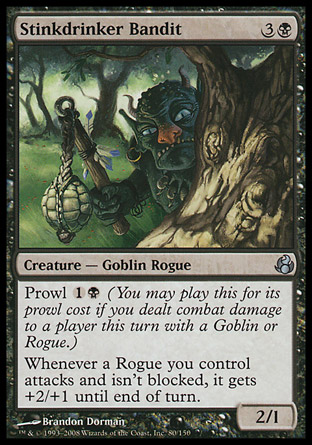 Stinkdrinker Bandit 3
Creature — Goblin Rogue
Prowl 1 (You may play this for its
prowl cost if you dealt combat damage
to a player this turn with a Goblin or
Rogue.)
Whenever a Rogue you control
attacks and isn't blocked, it gets
+2/+1 until end of turn.
Brandon Dorman
2/1
™ & © 1993–2008 Wizards of the Coast, Inc. 80/150